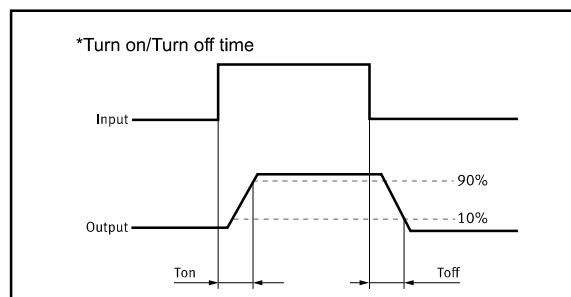 *Turn on/Turn off time
Input
90%
10%
Output
Ton
Toff